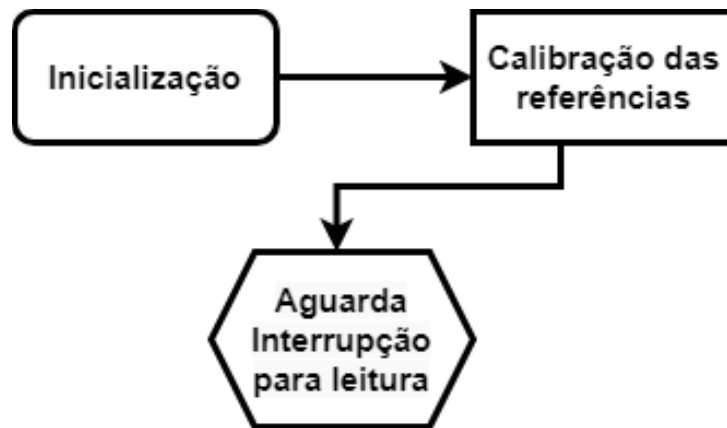 Inicialização
Calibração das
referências
Aguarda
Interrupção
para leitura